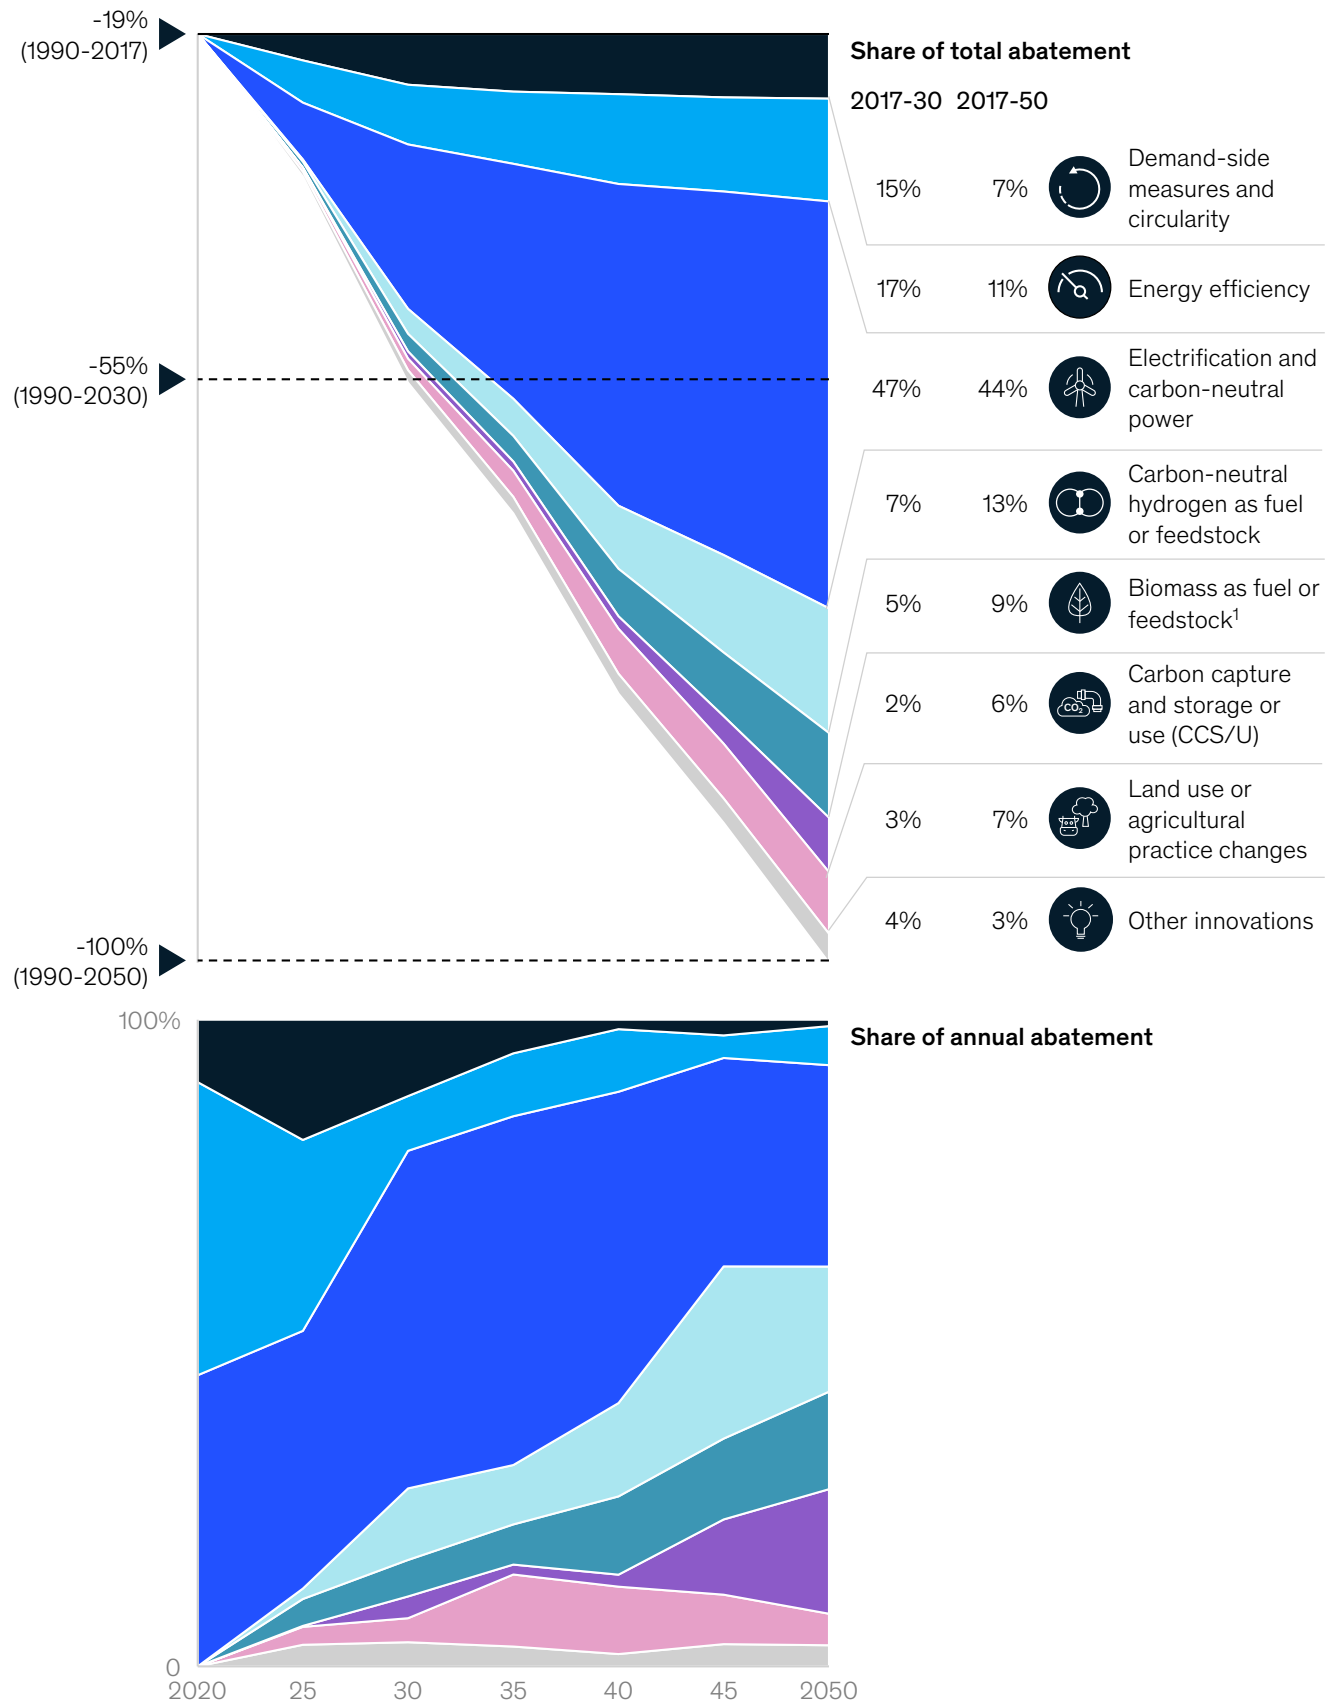 -19%
(1990-2017)
Share of total abatement
2017-30 2017-50
15% 7% Demand-side
measures and
circularity
17% 11% Energy efficiency
-55%
(1990-2030)
47% 44% Electrification and
carbon-neutral
power
7% 13% Carbon-neutral
hydrogen as fuel
or feedstock
5% 9% Biomass as fuel or
feedstock¹
2% 6% CO₂ Carbon capture
and storage or
use (CCS/U)
3% 7% Land use or
agricultural
practice changes
4% 3% Other innovations
-100%
(1990-2050)
100%
Share of annual abatement
0
2020 25 30 35 40 45 2050